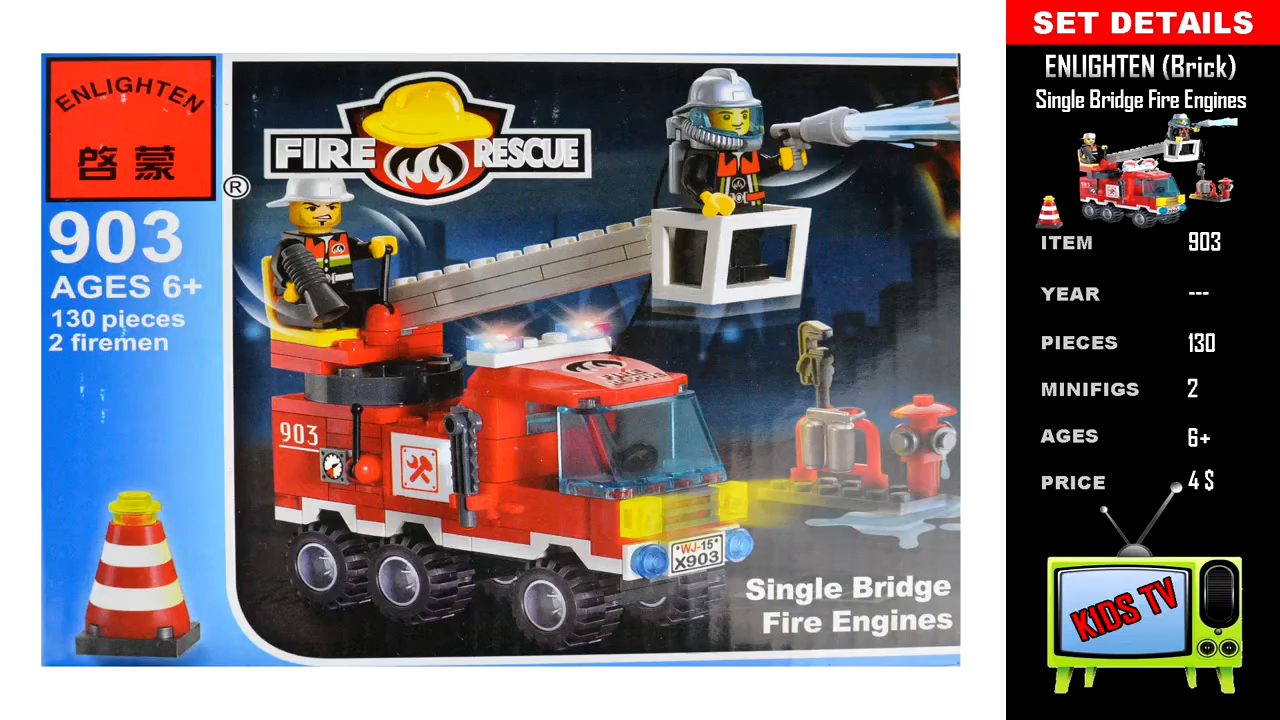 ENLIGHTEN
启蒙
®
903
AGES 6+
130 pieces
2 firemen
FIRE RESCUE
903
WJ-15
X903
Single Bridge
Fire Engines
SET DETAILS
ENLIGHTEN (Brick)
Single Bridge Fire Engines
ITEM 903
YEAR ---
PIECES 130
MINIFIGS 2
AGES 6+
PRICE 4 $
KIDS TV